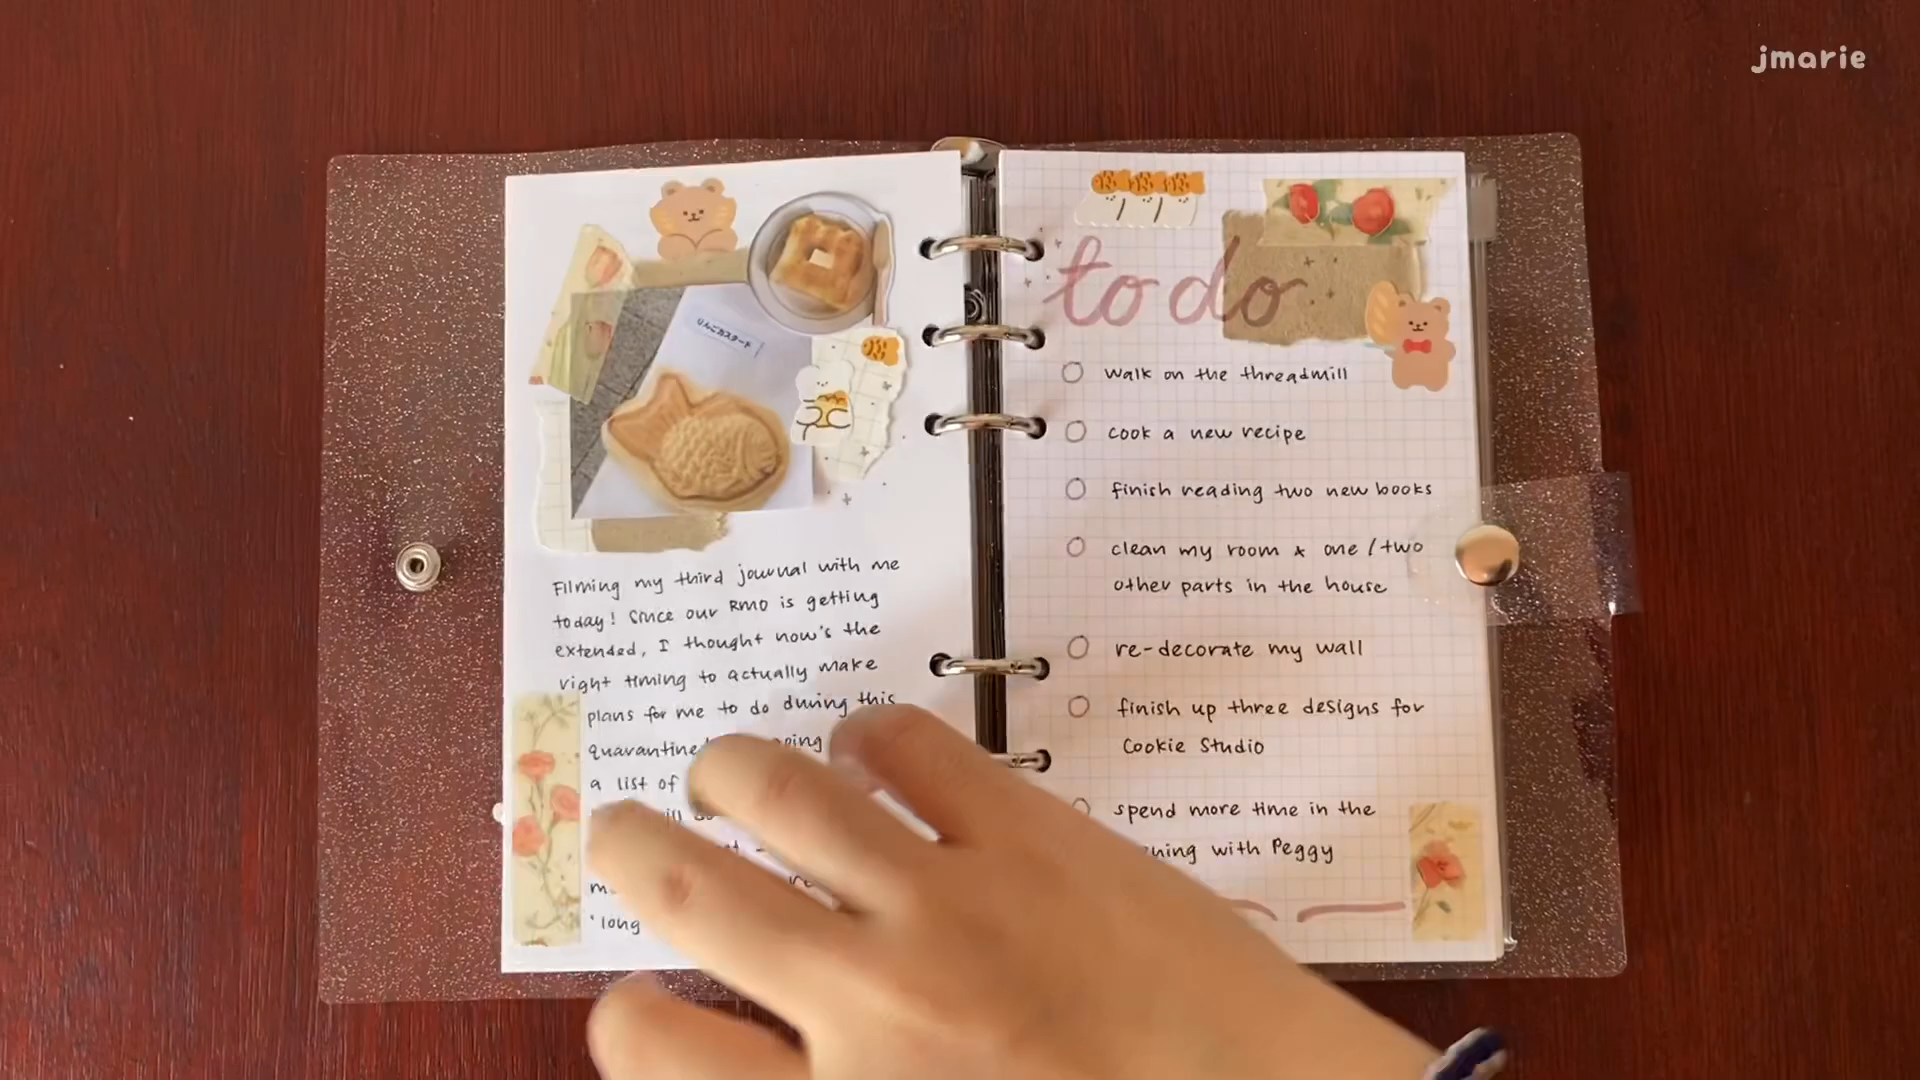 jmarie
りんごカスタード
Filming my third journal with me
today! Since our RMO is getting
extended, I thought now's the
right timing to actually make
plans for me to do during this
quarantine
a list of
m
'long
to do
walk on the threadmill
cook a new recipe
finish reading two new books
clean my room & one / two
other parts in the house
re-decorate my wall
finish up three designs for
Cookie Studio
spend more time in the
with Peggy